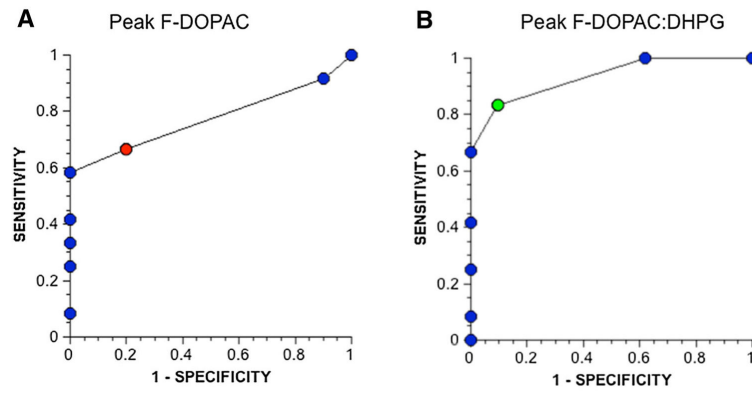 A Peak F-DOPAC
1
0.8
0.6
0.4
0.2
0
SENSITIVITY
0 0.2 0.4 0.6 0.8 1
1 - SPECIFICITY
B Peak F-DOPAC:DHPG
1
0.8
0.6
0.4
0.2
0
SENSITIVITY
0 0.2 0.4 0.6 0.8 1
1 - SPECIFICITY